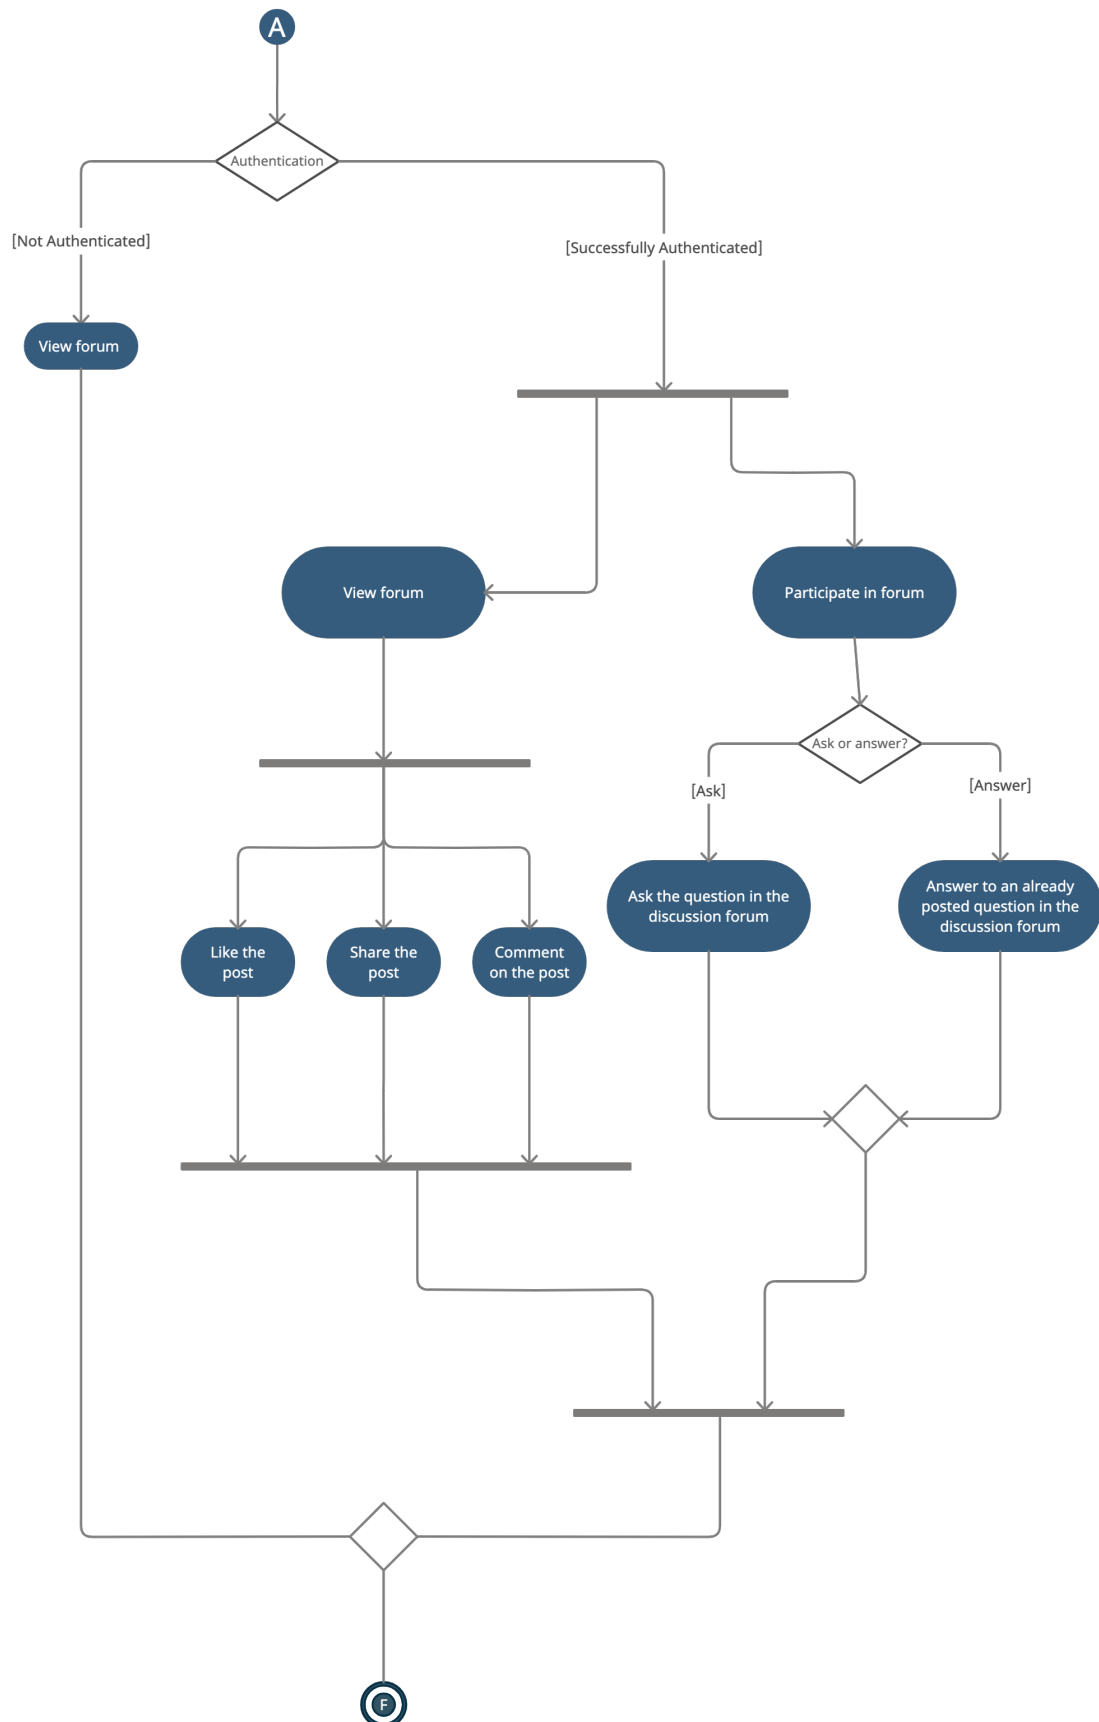 A
Authentication
[Not Authenticated]
[Successfully Authenticated]
View forum
View forum
Participate in forum
Ask or answer?
[Ask]
[Answer]
Ask the question in the
discussion forum
Answer to an already
posted question in the
discussion forum
Like the
post
Share the
post
Comment
on the post
F